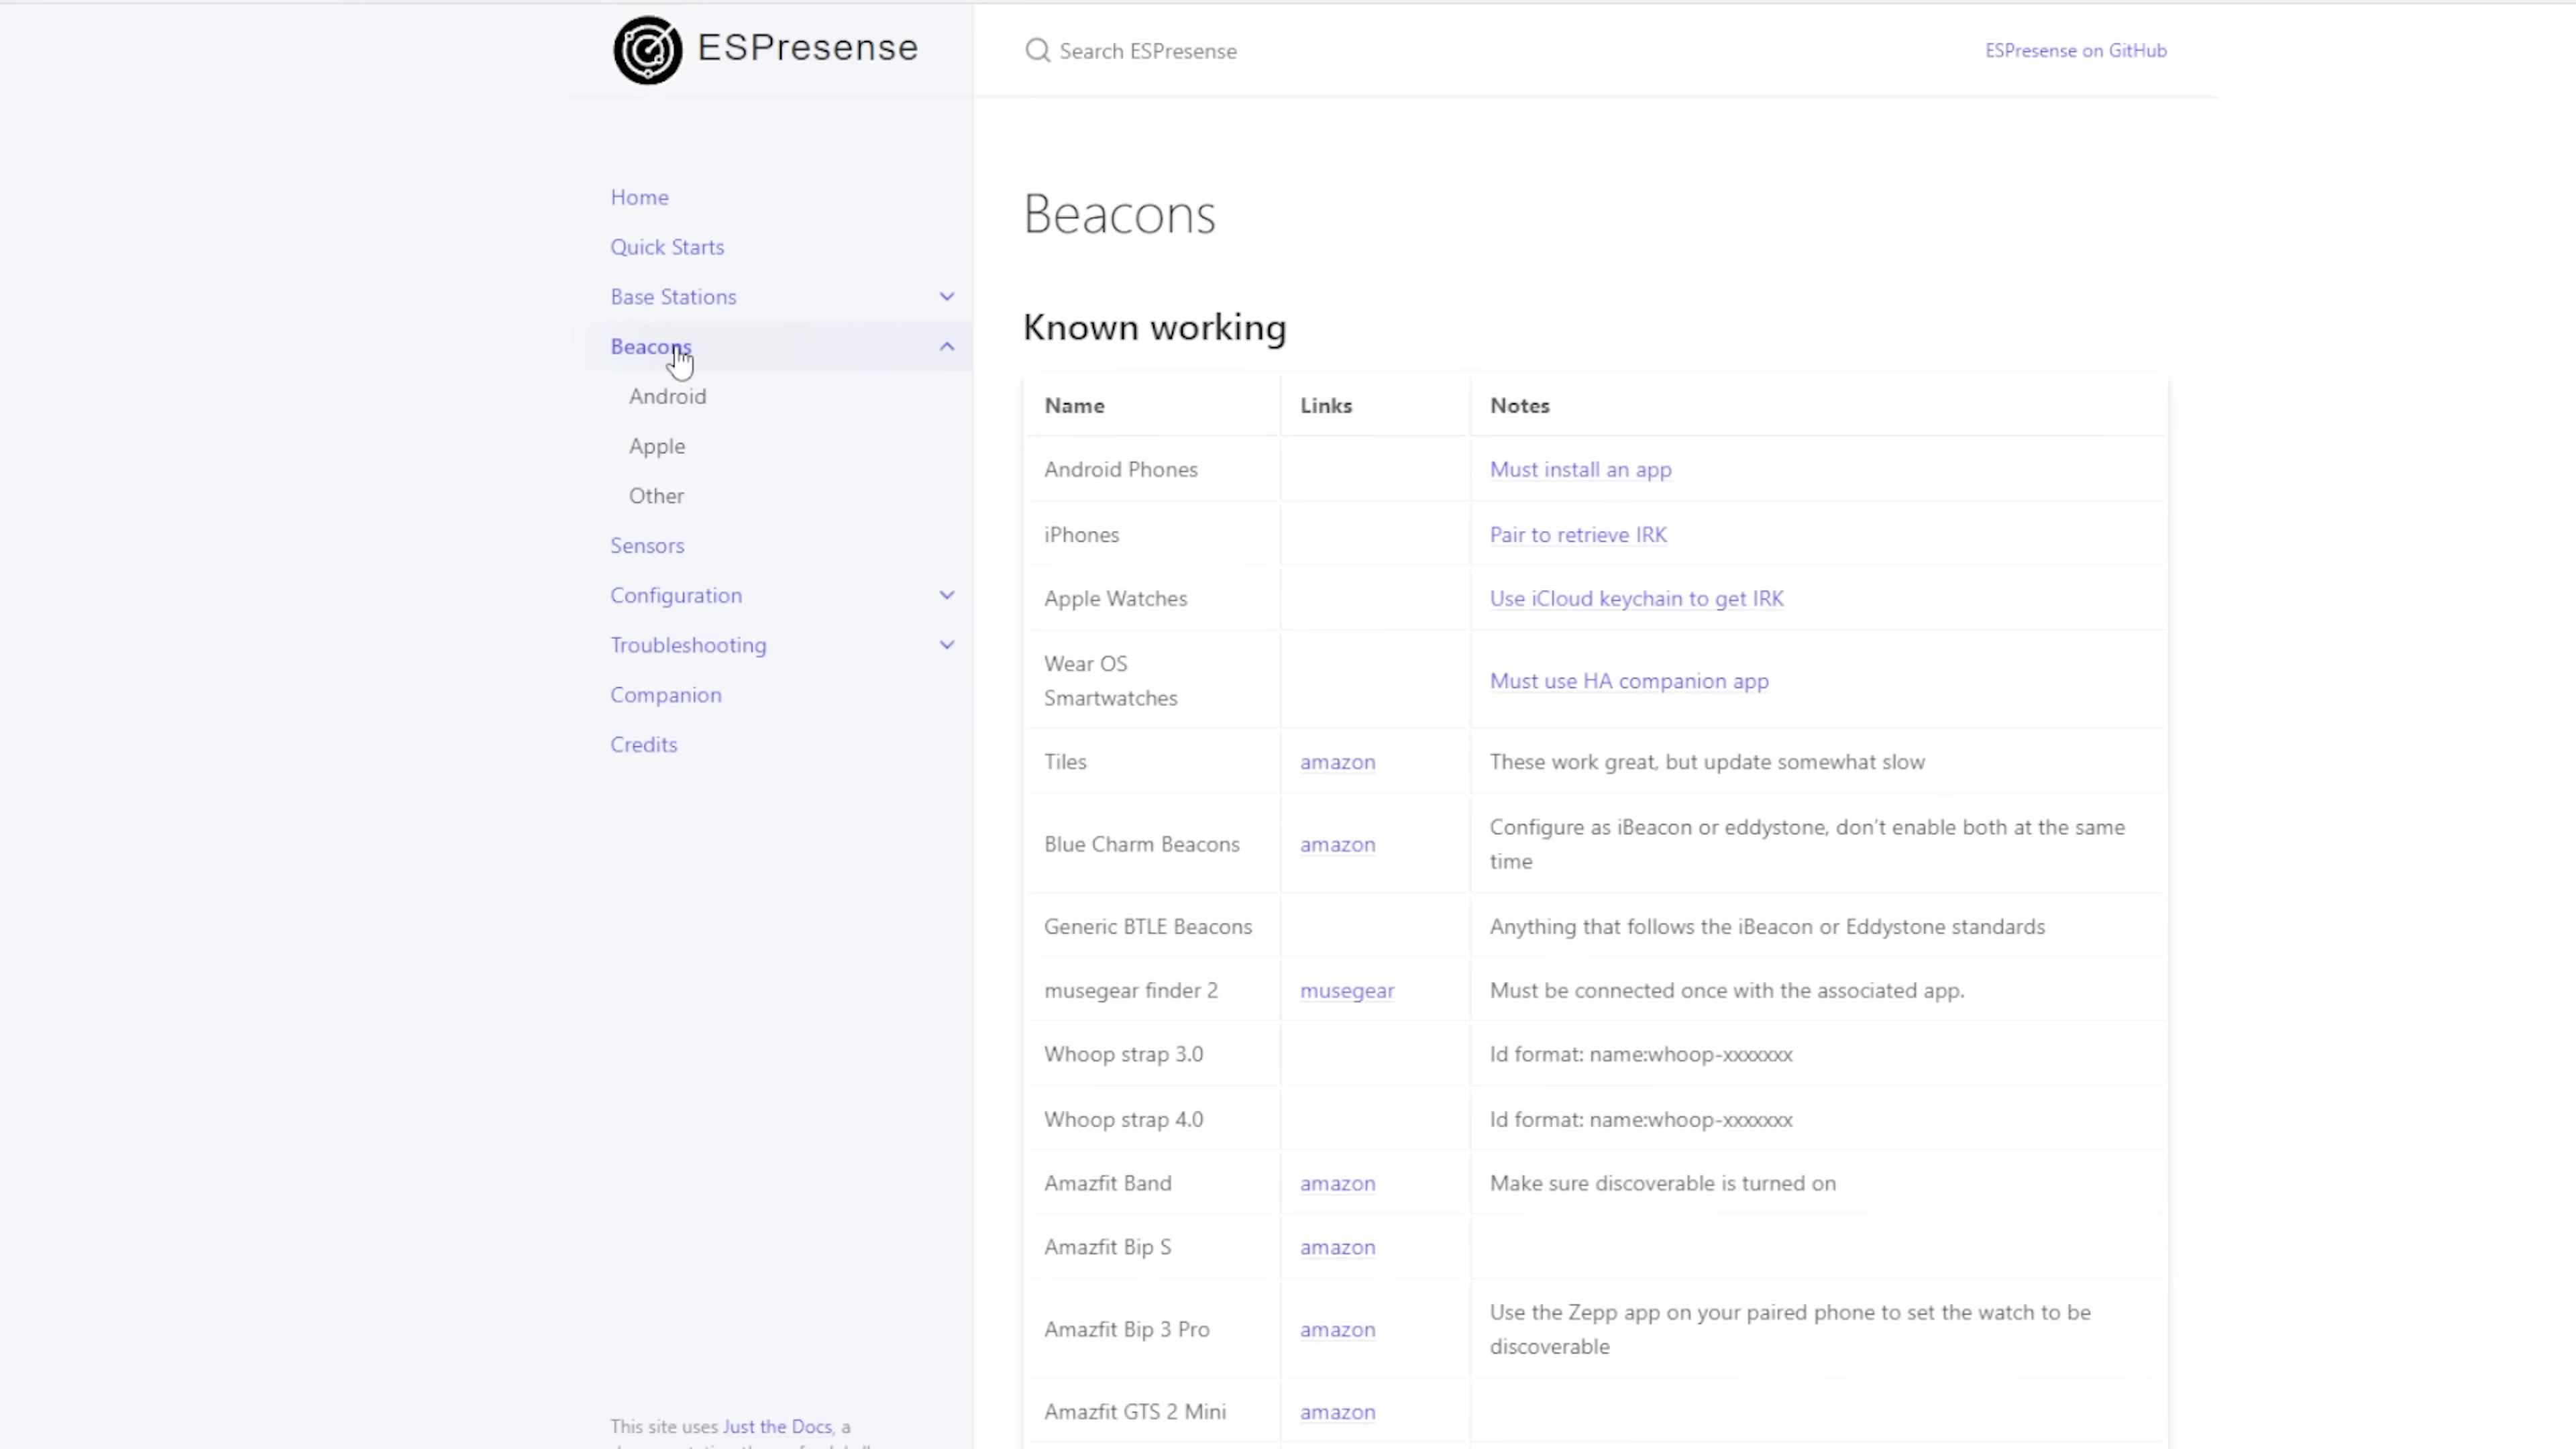 ESPresense
Search ESPresense
ESPresense on GitHub
Home
Quick Starts
Base Stations
Beacons
Android
Apple
Other
Sensors
Configuration
Troubleshooting
Companion
Credits
This site uses Just the Docs, a
Beacons
Known working
Name Links Notes
Android Phones Must install an app
iPhones Pair to retrieve IRK
Apple Watches Use iCloud keychain to get IRK
Wear OS
Smartwatches
Must use HA companion app
Tiles amazon These work great, but update somewhat slow
Blue Charm Beacons amazon
Configure as iBeacon or eddystone, don't enable both at the same
time
Generic BTLE Beacons Anything that follows the iBeacon or Eddystone standards
musegear finder 2 musegear Must be connected once with the associated app.
Whoop strap 3.0 Id format: name:whoop-xxxxxxx
Whoop strap 4.0 Id format: name:whoop-xxxxxxx
Amazfit Band amazon Make sure discoverable is turned on
Amazfit Bip S amazon
Amazfit Bip 3 Pro amazon
Use the Zepp app on your paired phone to set the watch to be
discoverable
Amazfit GTS 2 Mini amazon